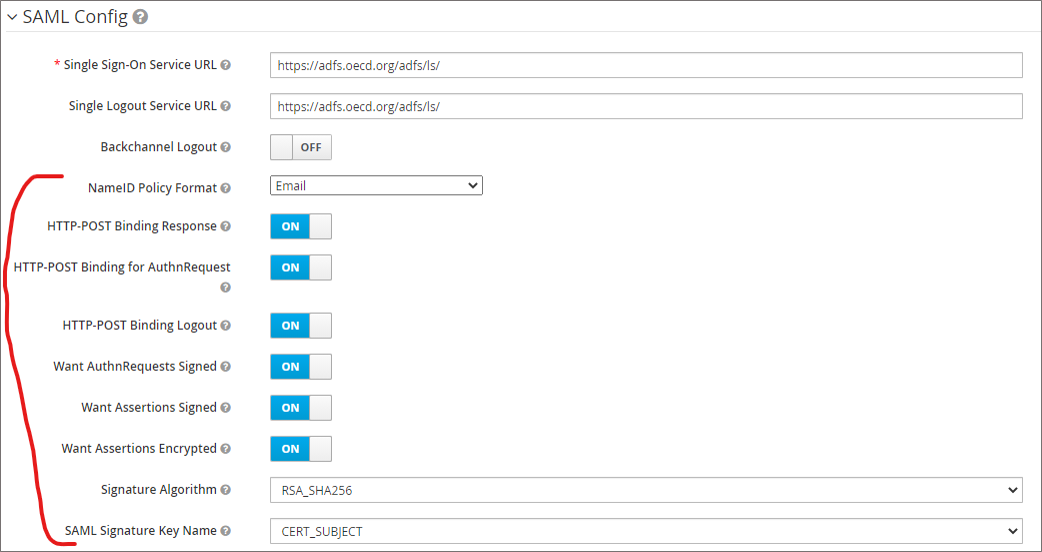 SAML Config ?
* Single Sign-On Service URL ? https://adfs.oecd.org/adfs/ls/
Single Logout Service URL ? https://adfs.oecd.org/adfs/ls/
Backchannel Logout ? OFF
NameID Policy Format ? Email
HTTP-POST Binding Response ? ON
HTTP-POST Binding for AuthnRequest ON
?
HTTP-POST Binding Logout ? ON
Want AuthnRequests Signed ? ON
Want Assertions Signed ? ON
Want Assertions Encrypted ? ON
Signature Algorithm ? RSA_SHA256
SAML Signature Key Name ? CERT_SUBJECT